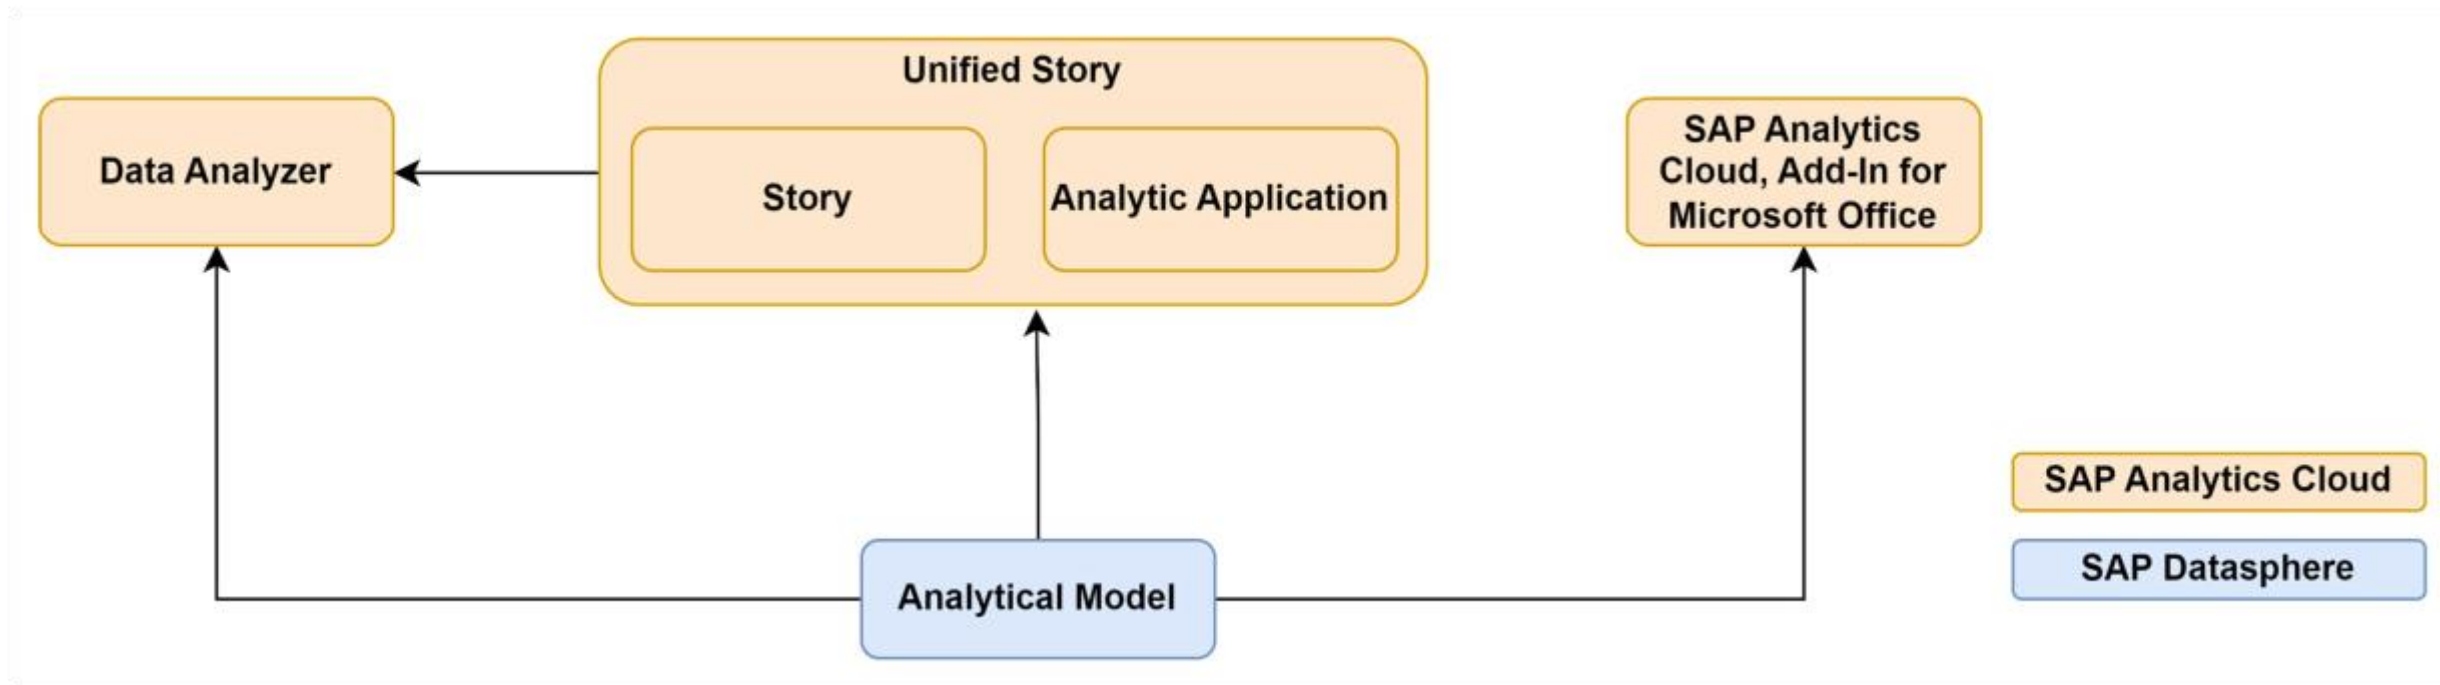 Unified Story
Data Analyzer
Story
Analytic Application
SAP Analytics
Cloud, Add-In for
Microsoft Office
SAP Analytics Cloud
SAP Datasphere
Analytical Model